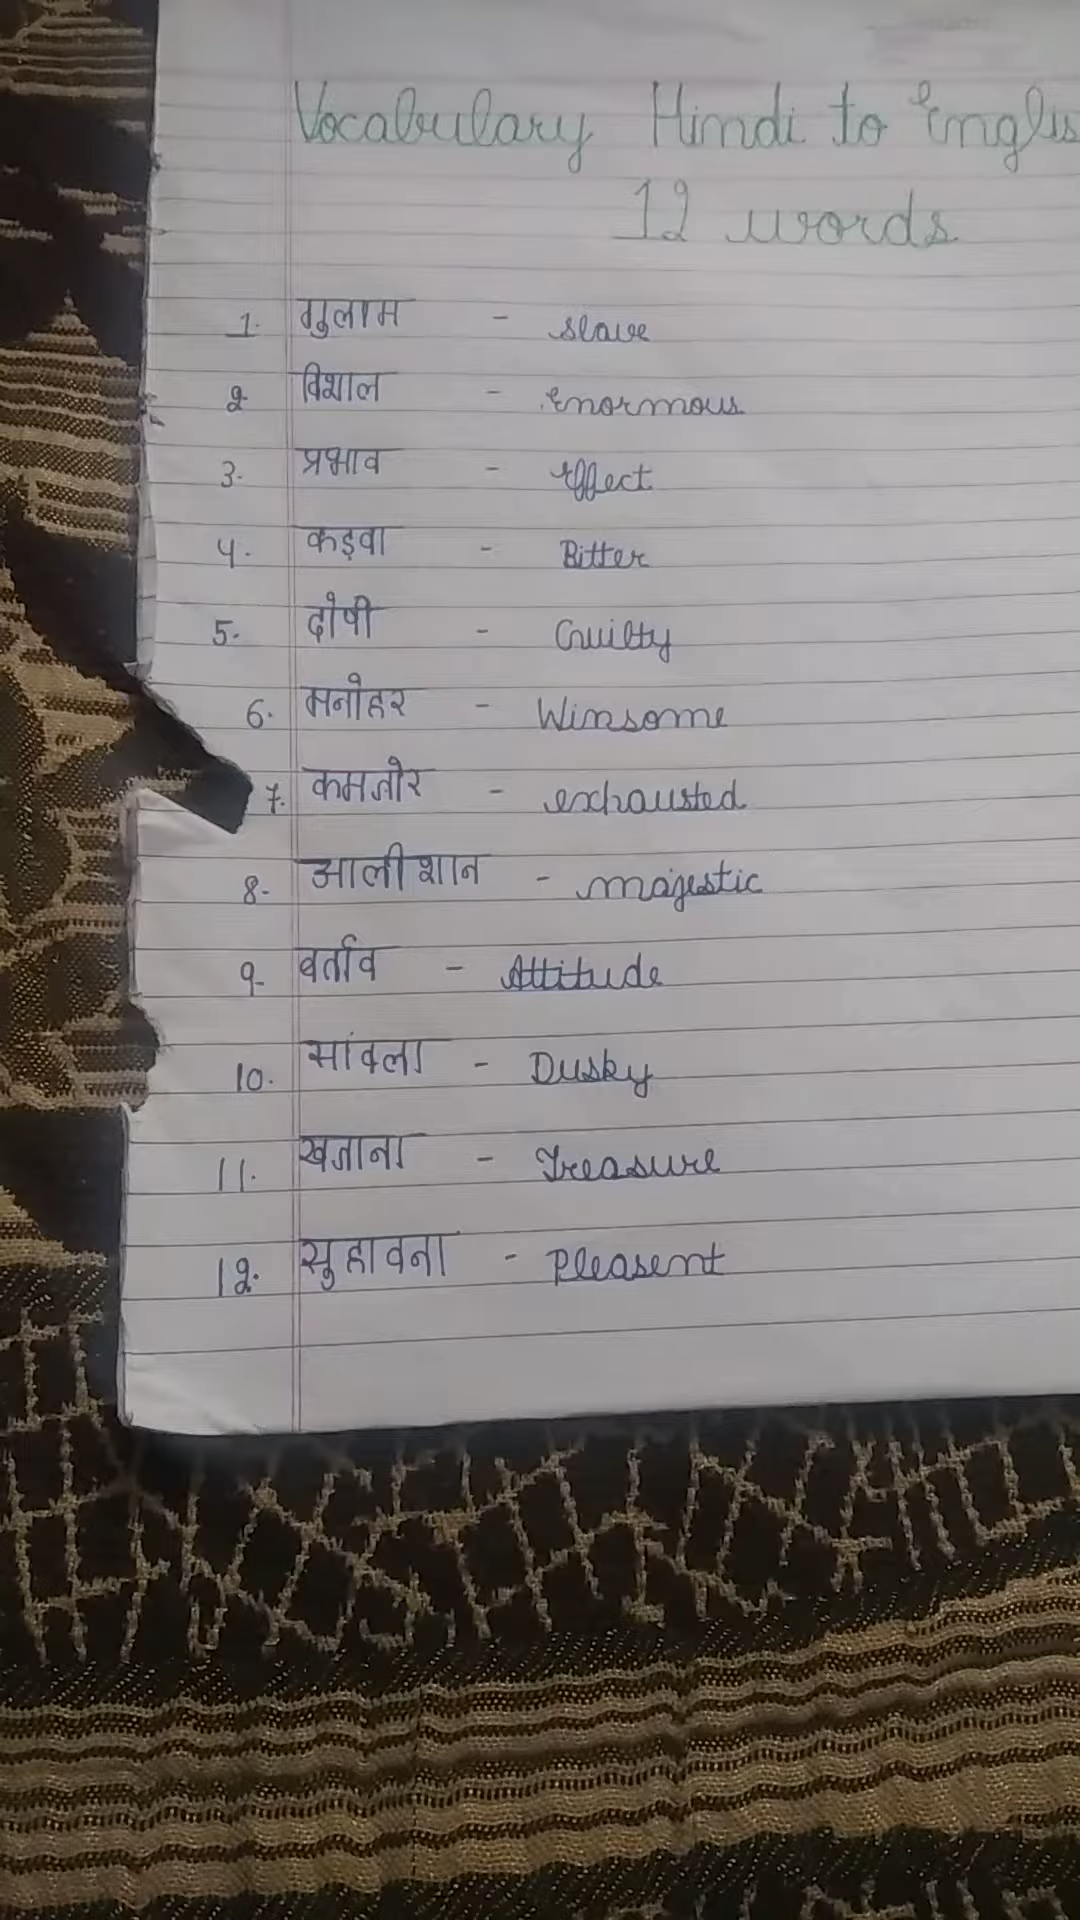 Vocabulary Hindi to Englis
12 words
1. गुलाम - slave
2 विशाल - enormous
3. प्रभाव - effect
4. कड़वा - Bitter
5. दोषी - Guilty
6. मनोहर - Winsome
7. कमजोर - exhausted
8- आलीशान - majestic
9- बर्ताव - Attitude
10. सांवला - Dusky
11. खजाना - Treasure
12. सुहावना - Pleasent